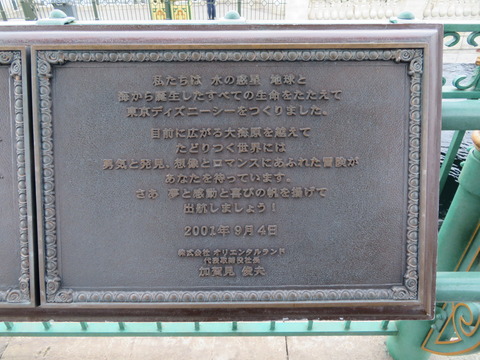 私たちは 水の惑星 地球と
海から誕生したすべての生命をたたえて
東京ディズニーシーをつくりました。
目前に広がる大海原を越えて
たどりつく世界には
勇気と発見、想像とロマンスにあふれた冒険が
あなたを待っています。
さあ 夢と感動と喜びの帆を揚げて
出航しましょう！
2001年9月4日
株式会社 オリエンタルランド
代表取締役社長
加賀見 俊夫